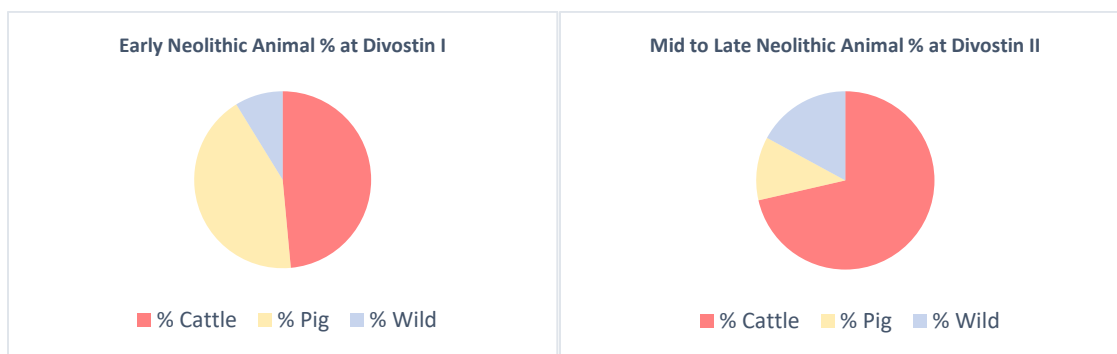 Early Neolithic Animal % at Divostin I
% Cattle % Pig % Wild
Mid to Late Neolithic Animal % at Divostin II
% Cattle % Pig % Wild